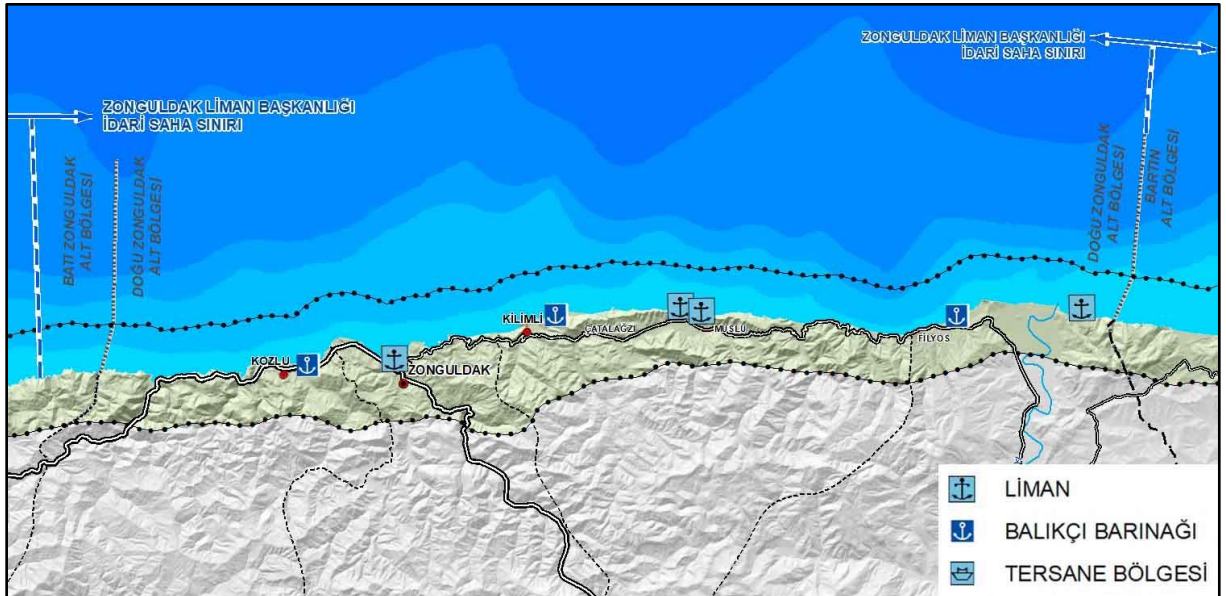 ZONGULDAK LİMAN BAŞKANLIĞI
İDARİ SAHA SINIRI
ZONGULDAK LİMAN BAŞKANLIĞI
İDARİ SAHA SINIRI
BATI ZONGULDAK
ALT BÖLGESİ
DOĞU ZONGULDAK
ALT BÖLGESİ
DOĞU ZONGULDAK
ALT BÖLGESİ
BARTIN
ALT BÖLGESİ
KOZLU
ZONGULDAK
KİLİMLİ
ÇATALAĞZI
MUSLU
FİLYOS
LİMAN
BALIKÇI BARINAĞI
TERSANE BÖLGESİ